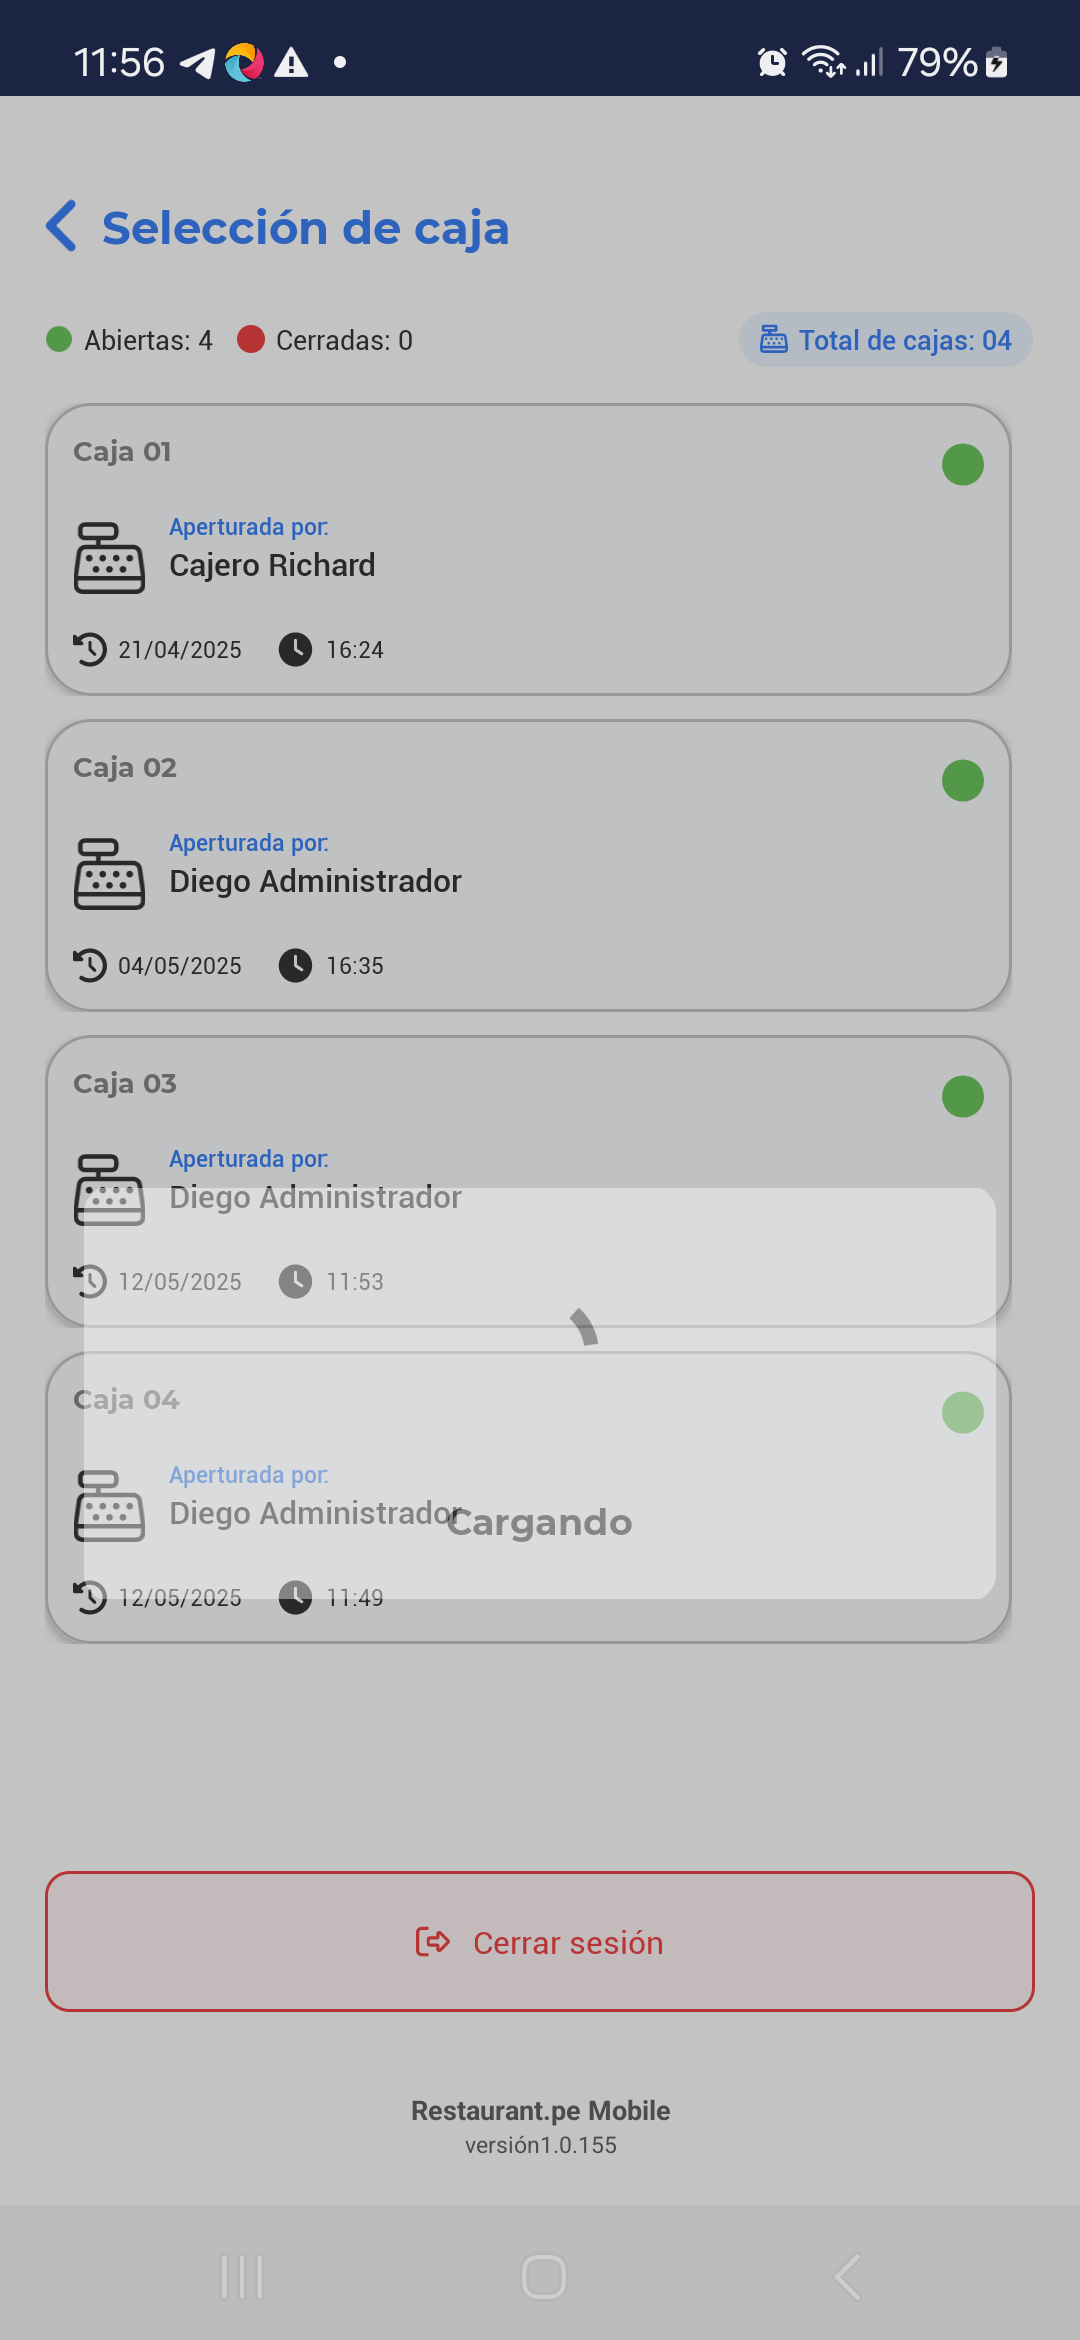 11:56 79%
Selección de caja
Abiertas: 4 Cerradas: 0 Total de cajas: 04
Caja 01
Aperturada por:
Cajero Richard
21/04/2025 16:24
Caja 02
Aperturada por:
Diego Administrador
04/05/2025 16:35
Caja 03
Aperturada por:
Diego Administrador
12/05/2025 11:53
Caja 04
Aperturada por:
Diego Administrador
Cargando
12/05/2025 11:49
Cerrar sesión
Restaurant.pe Mobile
versión1.0.155